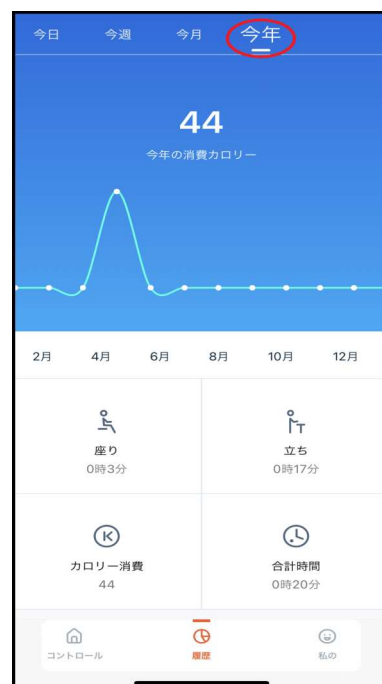 今日 今週 今月 今年
44
今年の消費カロリー
2月 4月 6月 8月 10月 12月
座り 立ち
0時3分 0時17分
カロリー消費 合計時間
44 0時20分
コントロール 履歴 私の